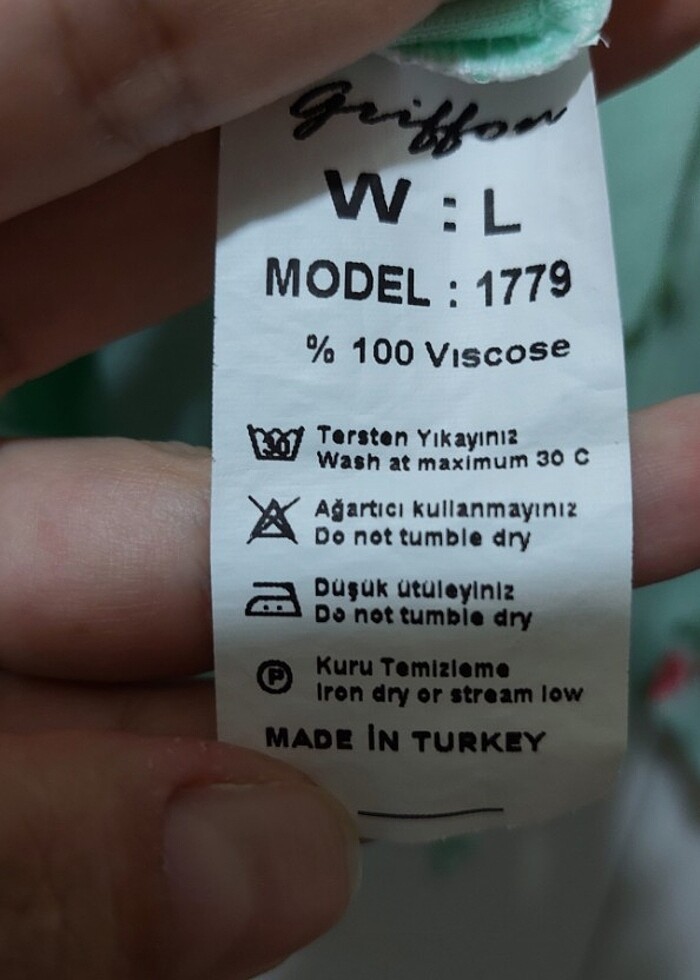 Griffon
W : L
MODEL : 1779
% 100 Viscose
30 Tersten Yıkayınız
Wash at maximum 30 C
Ağartıcı kullanmayınız
Do not tumble dry
Düşük ütüleyiniz
Do not tumble dry
P Kuru Temizleme
Iron dry or stream low
MADE İN TURKEY